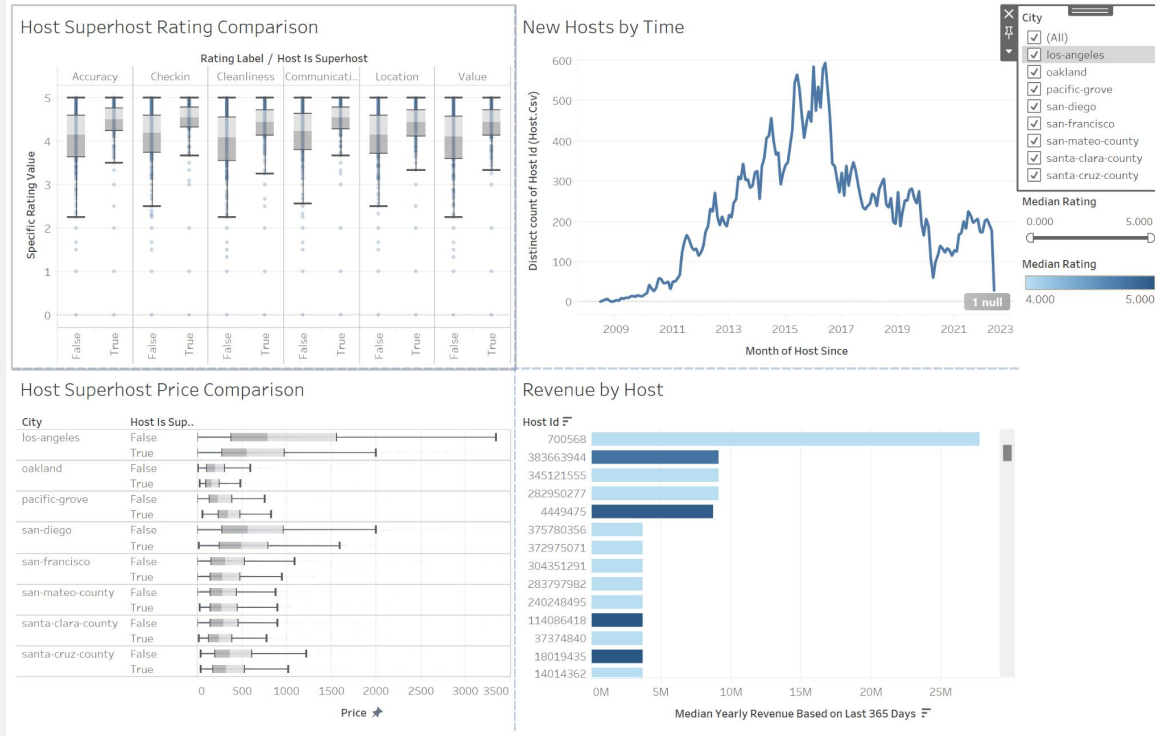 Host Superhost Rating Comparison
Rating Label / Host Is Superhost
Accuracy Checkin Cleanliness Communicati.. Location Value
Specific Rating Value
5
4
3
2
1
0
False True False True False True False True False True False True
New Hosts by Time
Distinct count of Host Id (Host.Csv)
600
500
400
300
200
100
0
1 null
2009 2011 2013 2015 2017 2019 2021 2023
Month of Host Since
City
(All)
los-angeles
oakland
pacific-grove
san-diego
san-francisco
san-mateo-county
santa-clara-county
santa-cruz-county
Median Rating
0.000 5.000
Median Rating
4.000 5.000
Host Superhost Price Comparison
City Host Is Sup..
los-angeles False
True
oakland False
True
pacific-grove False
True
san-diego False
True
san-francisco False
True
san-mateo-county False
True
santa-clara-county False
True
santa-cruz-county False
True
0 500 1000 1500 2000 2500 3000 3500
Price
Revenue by Host
Host Id
700568
383663944
345121555
282950277
4449475
375780356
372975071
304351291
283797982
240248495
114086418
37374840
18019435
14014362
0M 5M 10M 15M 20M 25M
Median Yearly Revenue Based on Last 365 Days